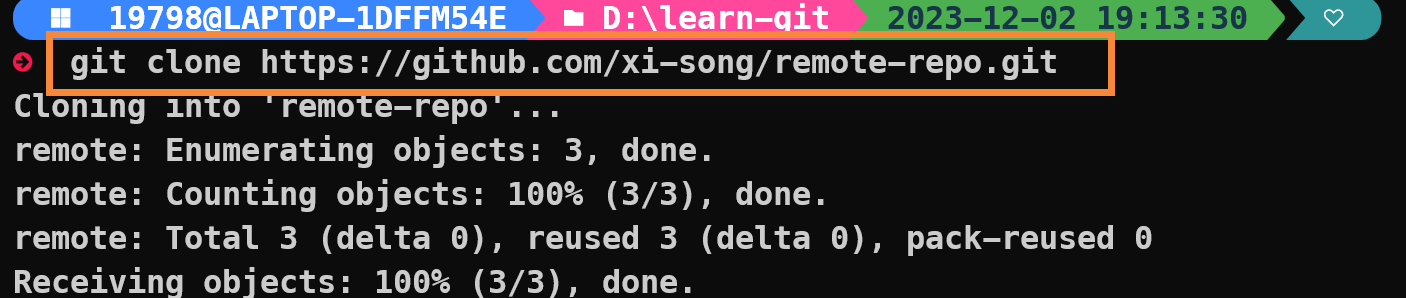 19798@LAPTOP-1DFFM54E D:\learn-git 2023-12-02 19:13:30
git clone https://github.com/xi-song/remote-repo.git
Cloning into 'remote-repo'...
remote: Enumerating objects: 3, done.
remote: Counting objects: 100% (3/3), done.
remote: Total 3 (delta 0), reused 3 (delta 0), pack-reused 0
Receiving objects: 100% (3/3), done.